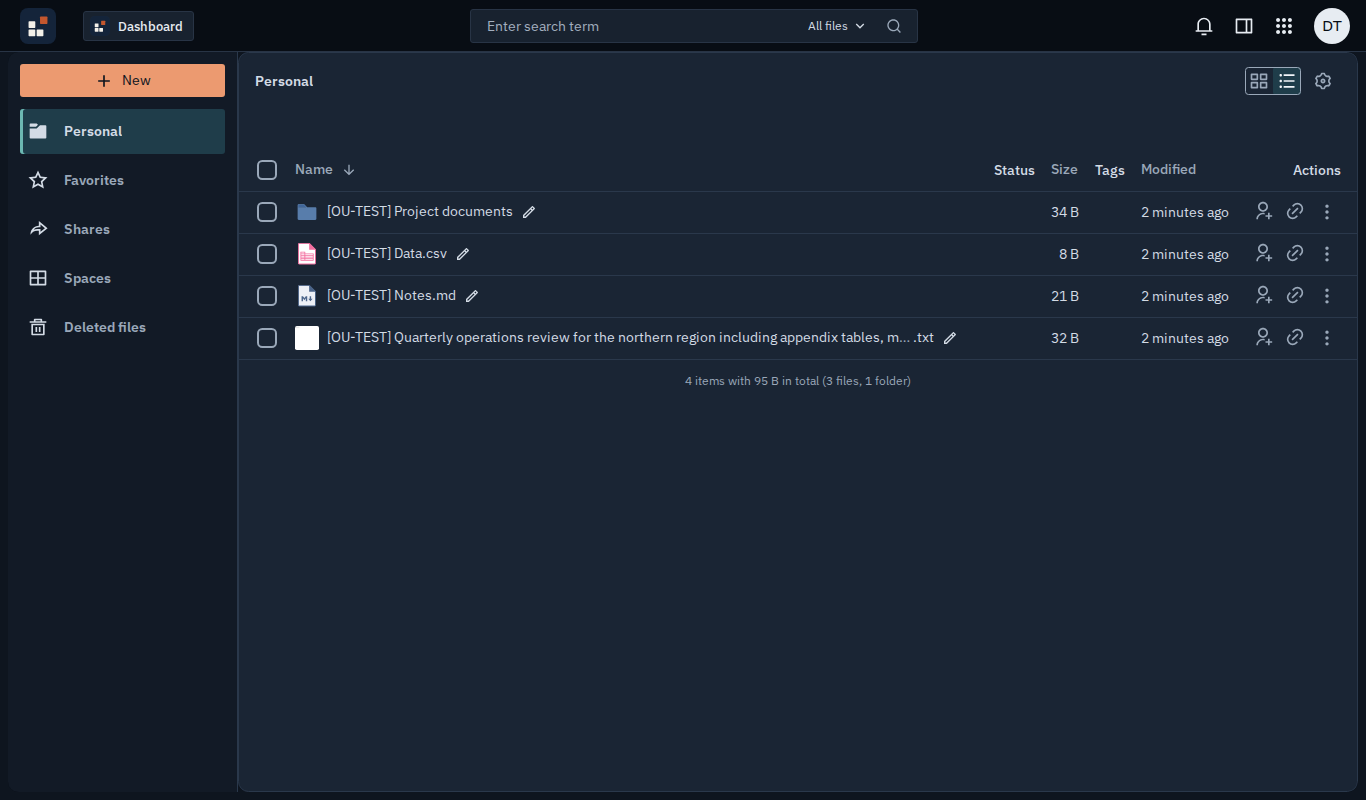 Dashboard
Enter search term
All files
DT
New
Personal
Favorites
Shares
Spaces
Deleted files
Personal
Name Status Size Tags Modified Actions
[OU-TEST] Project documents 34 B 2 minutes ago
[OU-TEST] Data.csv 8 B 2 minutes ago
[OU-TEST] Notes.md 21 B 2 minutes ago
[OU-TEST] Quarterly operations review for the northern region including appendix tables, m... .txt 32 B 2 minutes ago
4 items with 95 B in total (3 files, 1 folder)